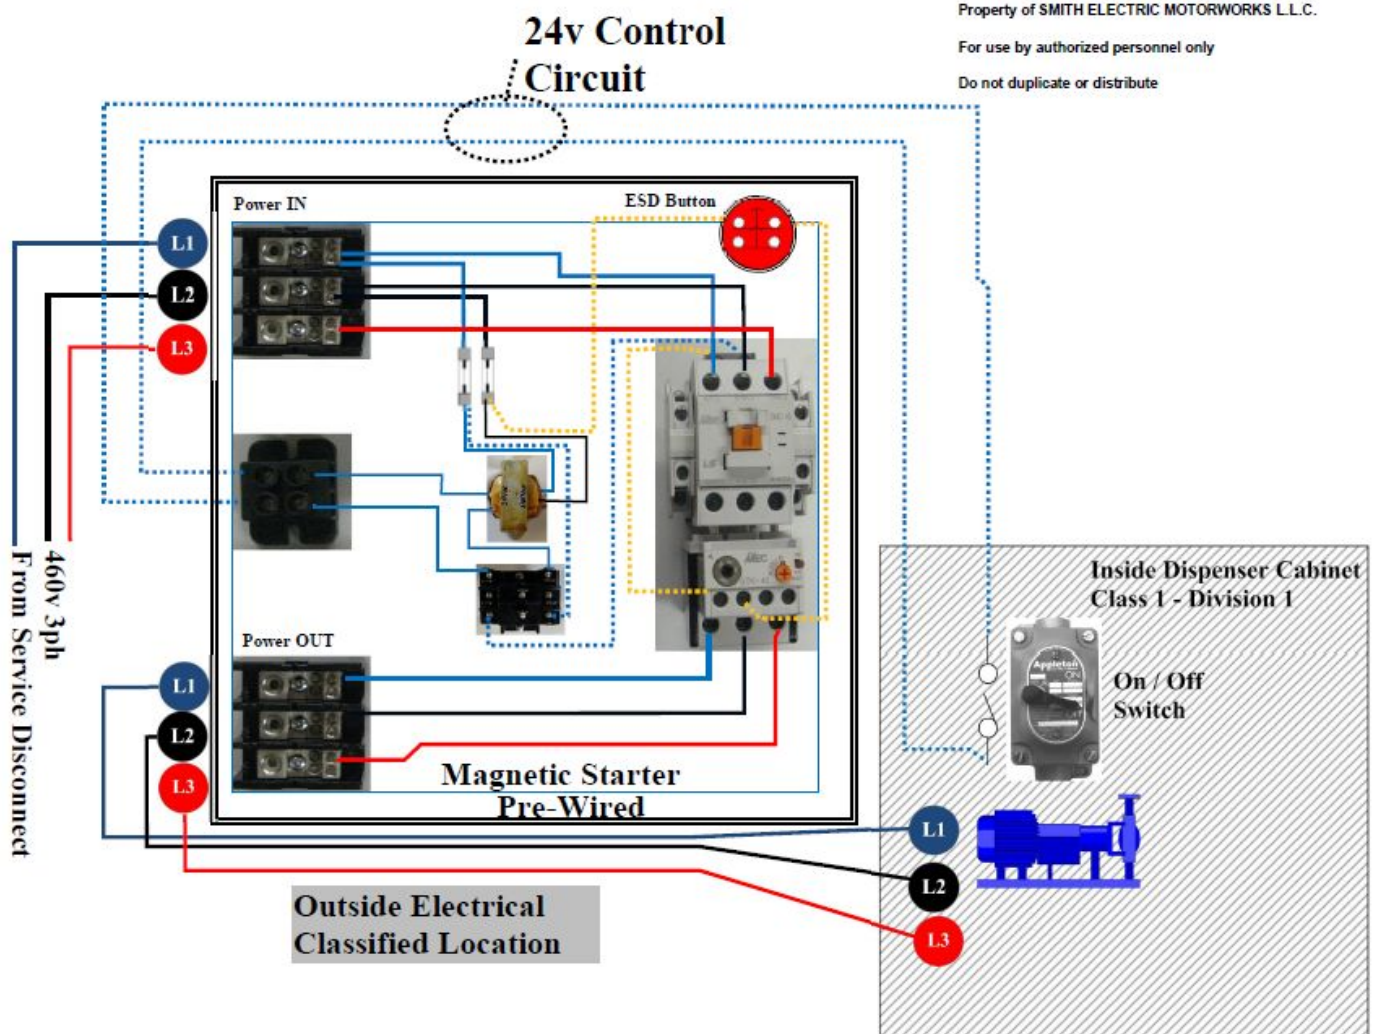 Property of SMITH ELECTRIC MOTORWORKS L.L.C.
For use by authorized personnel only
Do not duplicate or distribute
24v Control
Circuit
Power IN
ESD Button
L1
L2
L3
From Service Disconnect
460v 3ph
Power OUT
L1
L2
L3
Magnetic Starter
Pre-Wired
Outside Electrical
Classified Location
Inside Dispenser Cabinet
Class 1 - Division 1
Appleton
ON
On / Off
Switch
L1
L2
L3